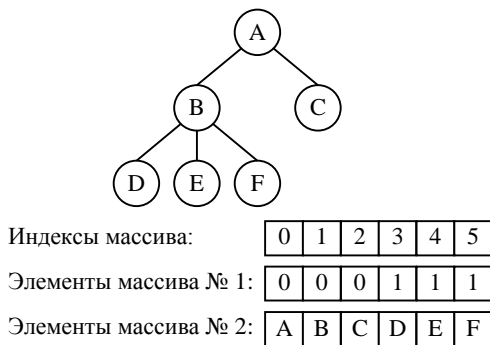 A
B C
D E F
Индексы массива: 0 1 2 3 4 5
Элементы массива № 1: 0 0 0 1 1 1
Элементы массива № 2: A B C D E F